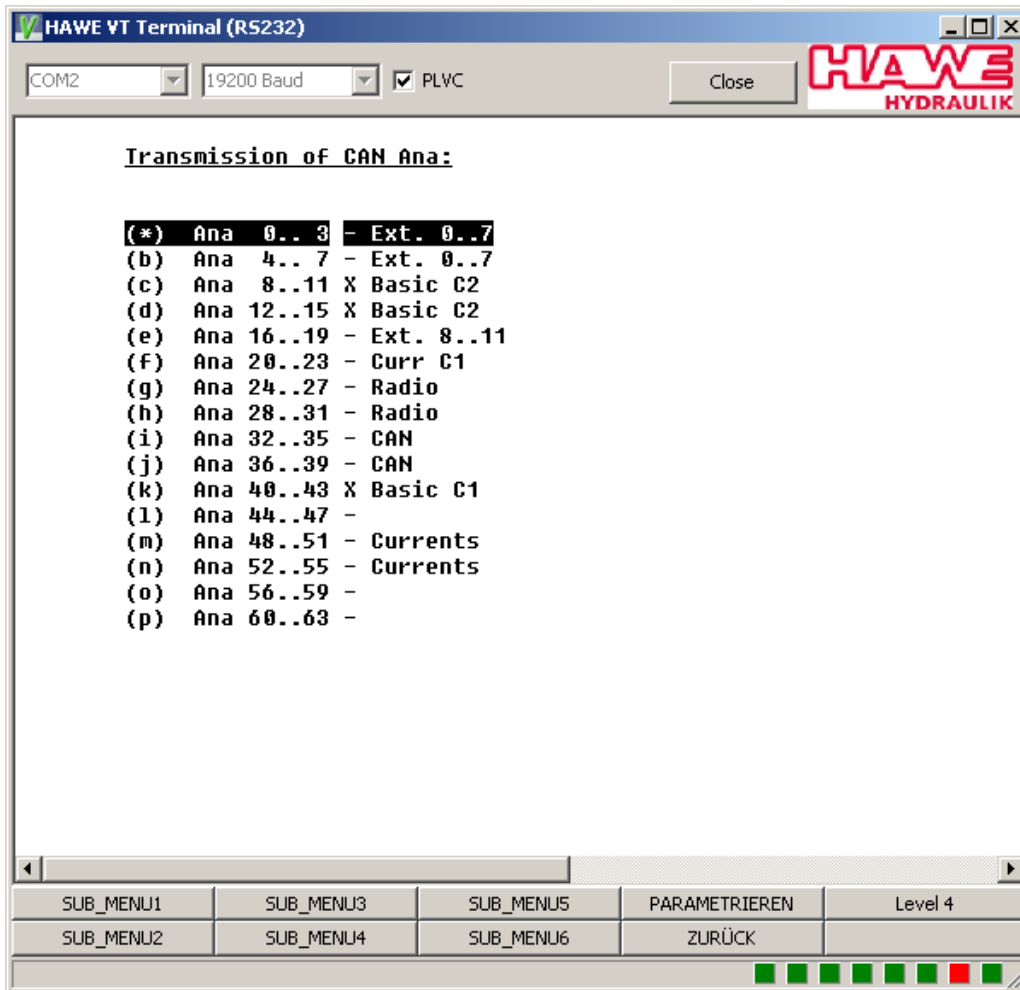 HAWE VT Terminal (RS232)
COM2 19200 Baud PLVC Close
HAWE
HYDRAULIK
Transmission of CAN Ana:
(*) Ana 0.. 3 - Ext. 0..7
(b) Ana 4.. 7 - Ext. 0..7
(c) Ana 8..11 X Basic C2
(d) Ana 12..15 X Basic C2
(e) Ana 16..19 - Ext. 8..11
(f) Ana 20..23 - Curr C1
(g) Ana 24..27 - Radio
(h) Ana 28..31 - Radio
(i) Ana 32..35 - CAN
(j) Ana 36..39 - CAN
(k) Ana 40..43 X Basic C1
(l) Ana 44..47 -
(m) Ana 48..51 - Currents
(n) Ana 52..55 - Currents
(o) Ana 56..59 -
(p) Ana 60..63 -
SUB_MENU1 SUB_MENU3 SUB_MENU5 PARAMETRIEREN Level 4
SUB_MENU2 SUB_MENU4 SUB_MENU6 ZURÜCK